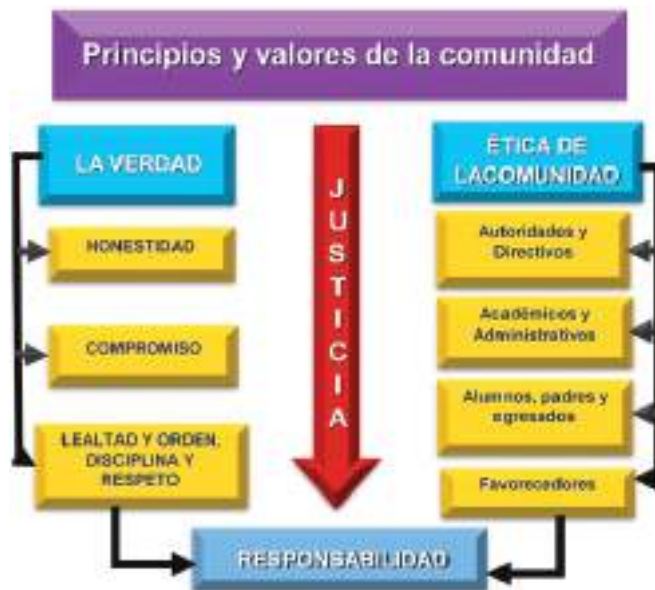 Principios y valores de la comunidad
LA VERDAD
HONESTIDAD
COMPROMISO
LEALTAD Y ORDEN,
DISCIPLINA Y
RESPETO
JUSTICIA
ÉTICA DE
LACOMUNIDAD
Autoridades y
Directivos
Académicos y
Administrativos
Alumnos, padres y
egresados
Favorecedores
RESPONSABILIDAD